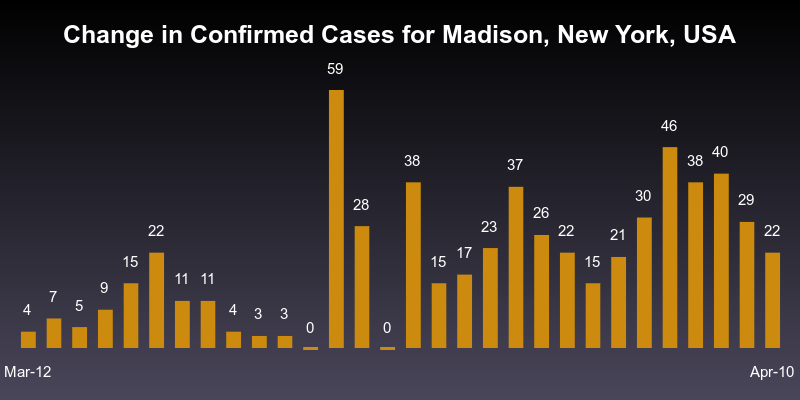 Change in Confirmed Cases for Madison, New York, USA
4 7 5 9 15 22 11 11 4 3 3 0 59 28 0 38 15 17 23 37 26 22 15 21 30 46 38 40 29 22
Mar-12 Apr-10